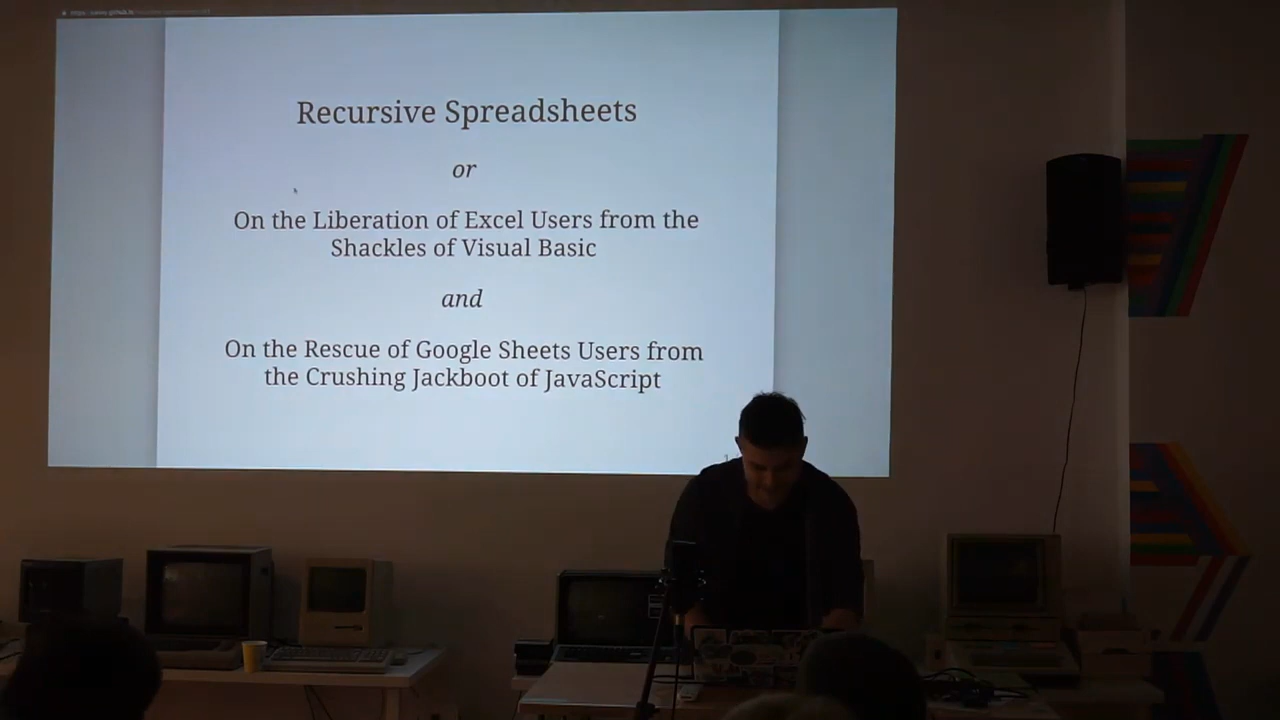 Recursive Spreadsheets
or
On the Liberation of Excel Users from the
Shackles of Visual Basic
and
On the Rescue of Google Sheets Users from
the Crushing Jackboot of JavaScript
1